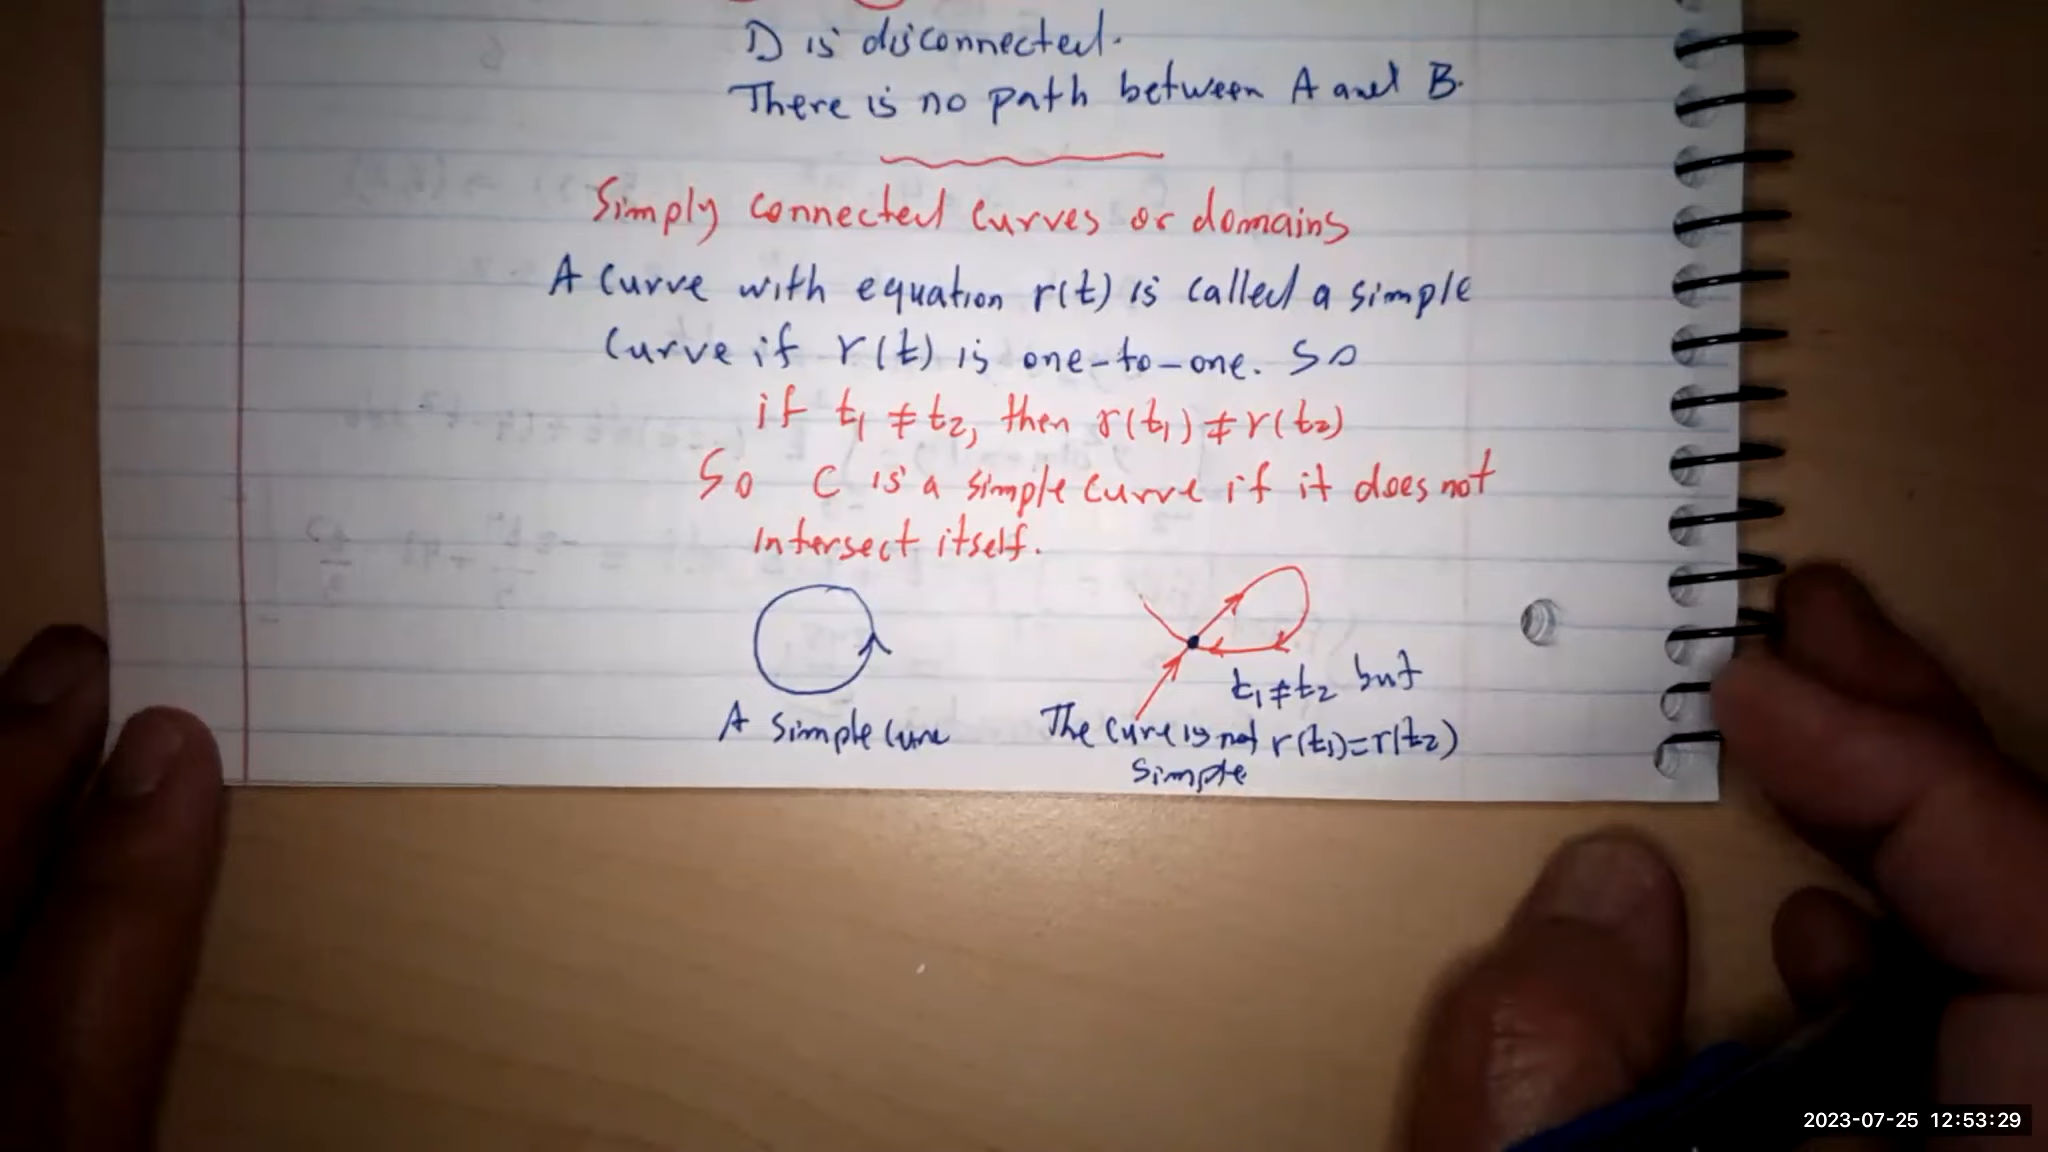 D is disconnected.
There is no path between A and B.
Simply connected curves or domains
A curve with equation r(t) is called a simple
curve if r(t) is one-to-one. So
if t₁ ≠ t₂, then r(t₁) ≠ r(t₂)
So C is a simple curve if it does not
intersect itself.
t₁ ≠ t₂ but
A simple curve
The curve is not r(t₁)=r(t₂)
simple
2023-07-25 12:53:29